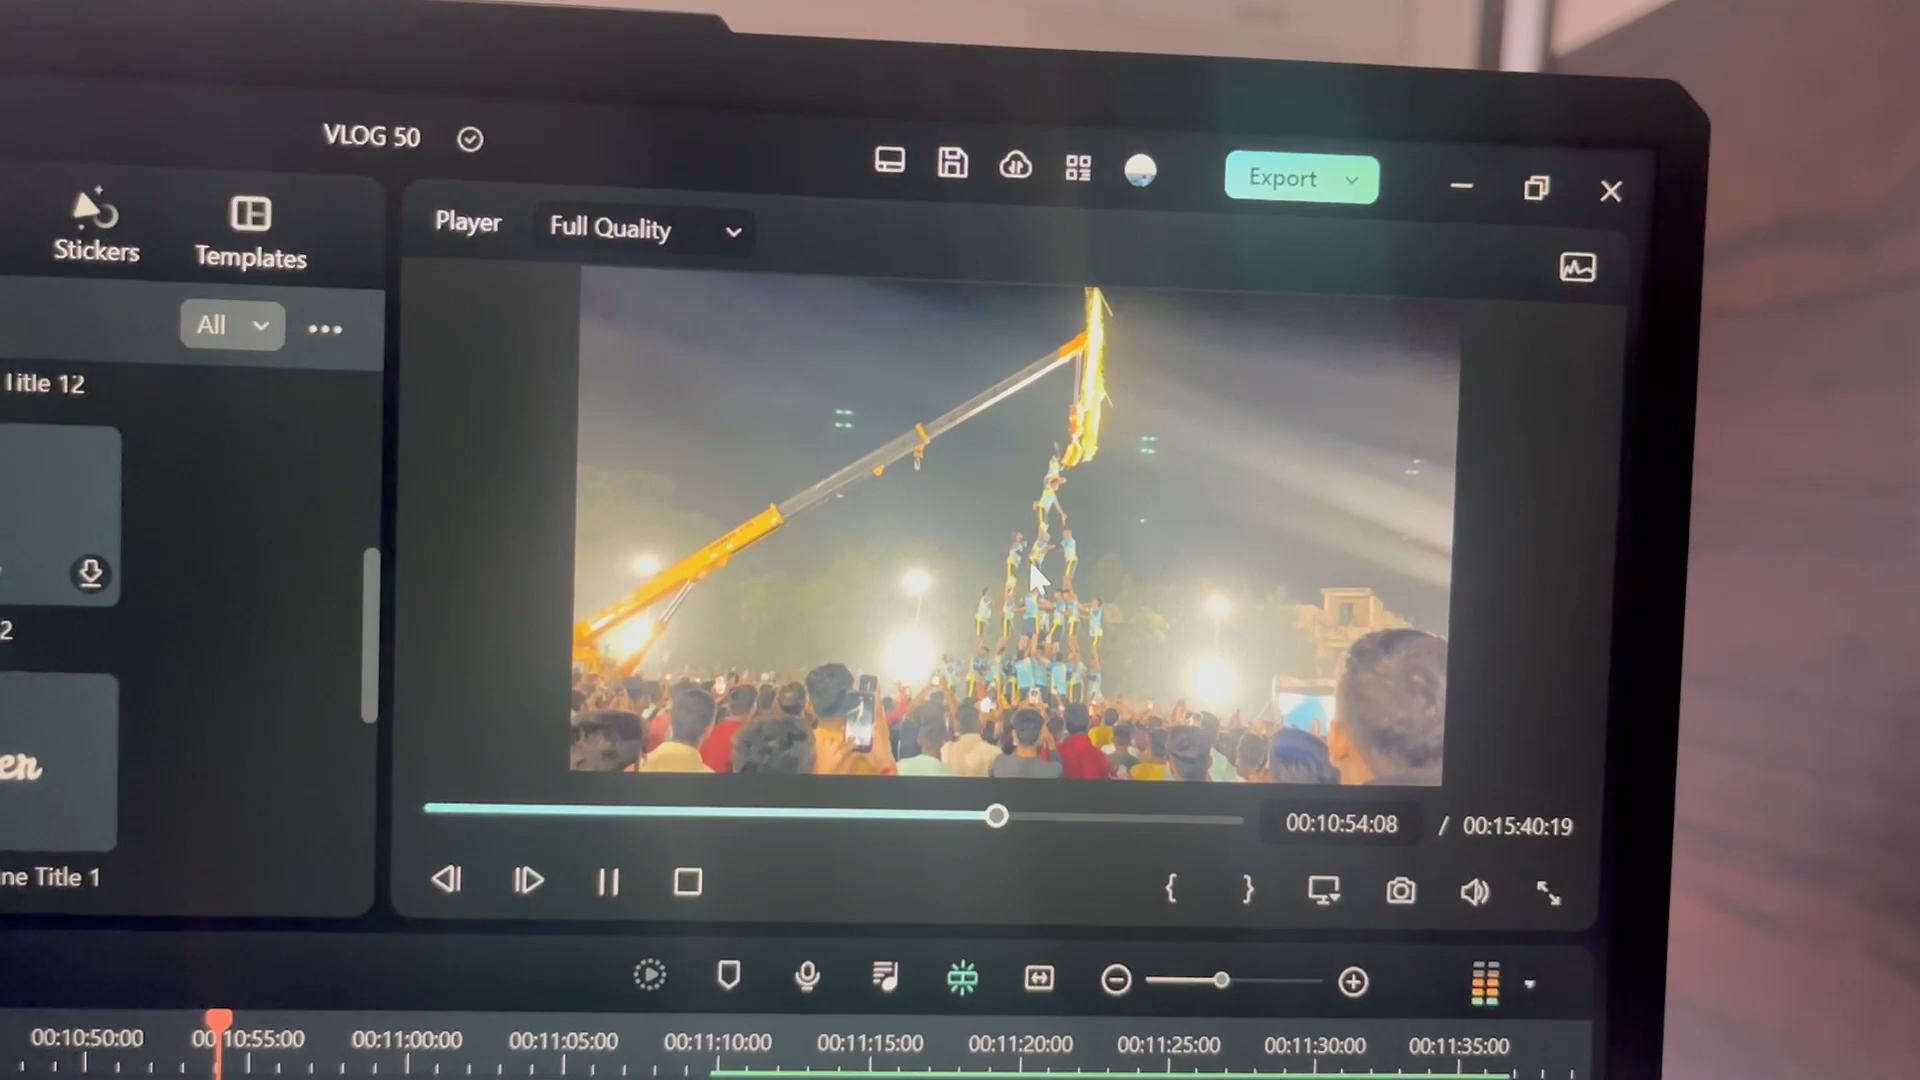 VLOG 50
Export
Stickers
Templates
Player
Full Quality
All
Title 12
2
en
ne Title 1
00:10:54:08 / 00:15:40:19
00:10:50:00
00:10:55:00
00:11:00:00
00:11:05:00
00:11:10:00
00:11:15:00
00:11:20:00
00:11:25:00
00:11:30:00
00:11:35:00